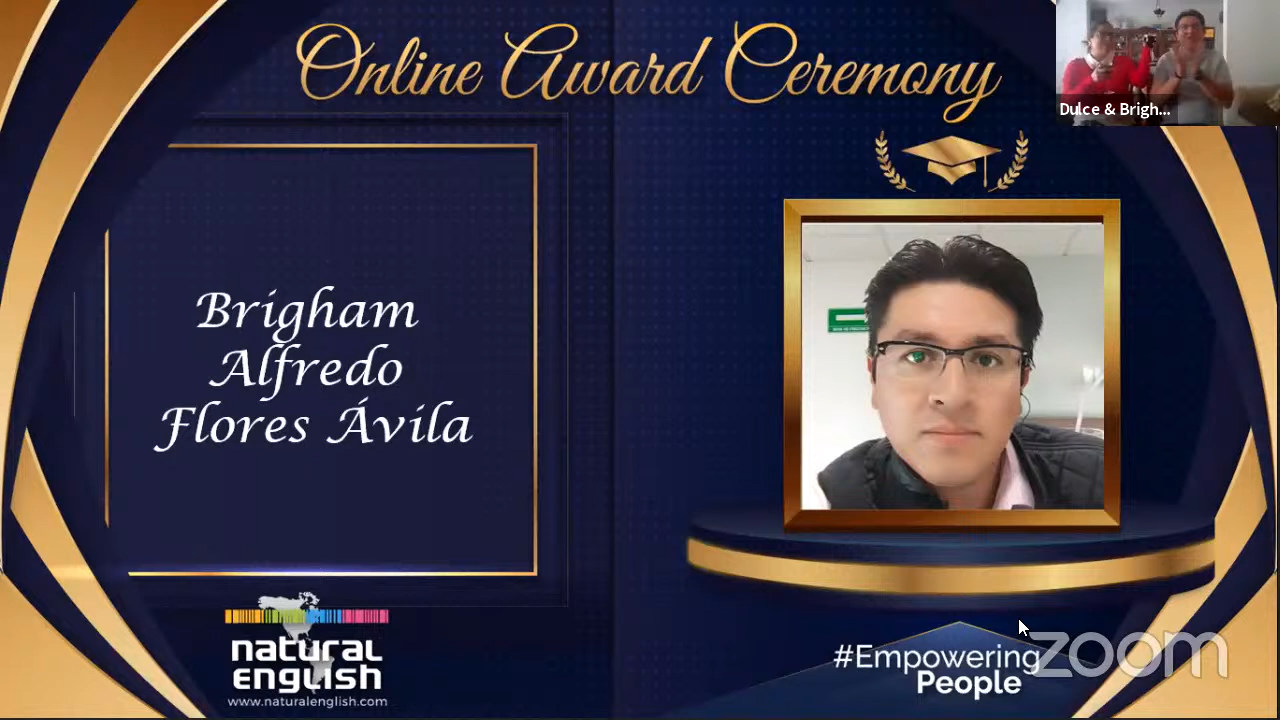 Online Award Ceremony
Dulce & Brigh...
Brigham
Alfredo
Flores Ávila
natural
english
www.naturalenglish.com
#Empowering
People
zoom